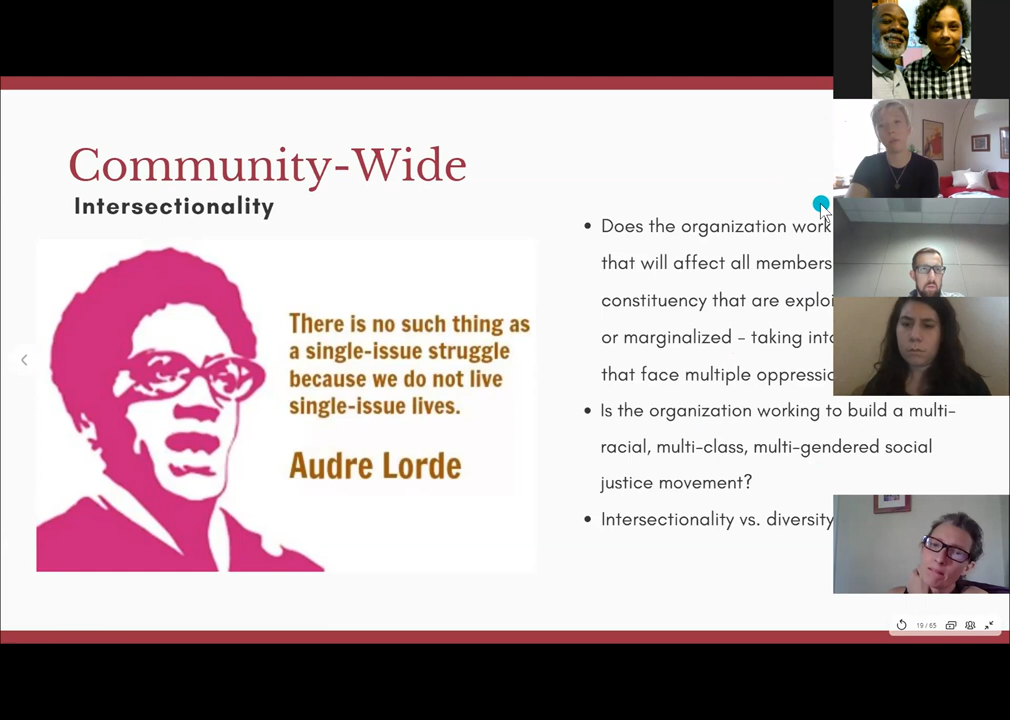 Community-Wide
Intersectionality
There is no such thing as
a single-issue struggle
because we do not live
single-issue lives.
Audre Lorde
• Does the organization work
that will affect all members
constituency that are
or marginalized - taking
that face multiple
• Is the organization working to build a multi-
racial, multi-class, multi-gendered social
justice movement?
• Intersectionality vs. diversity
19 / 65